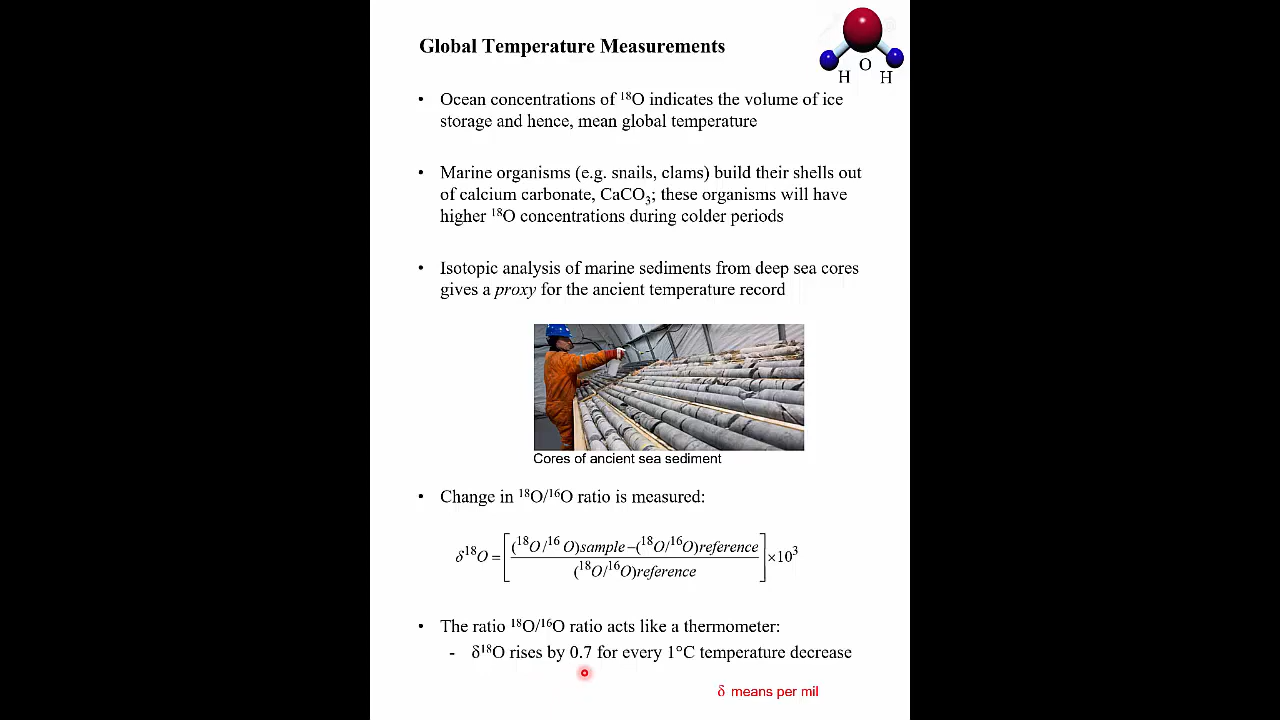 Global Temperature Measurements
H O H
• Ocean concentrations of ¹⁸O indicates the volume of ice
storage and hence, mean global temperature
• Marine organisms (e.g. snails, clams) build their shells out
of calcium carbonate, CaCO₃; these organisms will have
higher ¹⁸O concentrations during colder periods
• Isotopic analysis of marine sediments from deep sea cores
gives a proxy for the ancient temperature record
Cores of ancient sea sediment
• Change in ¹⁸O/¹⁶O ratio is measured:
δ¹⁸O = [ (¹⁸O/¹⁶O)sample – (¹⁸O/¹⁶O)reference / (¹⁸O/¹⁶O)reference ] × 10³
• The ratio ¹⁸O/¹⁶O ratio acts like a thermometer:
- δ¹⁸O rises by 0.7 for every 1°C temperature decrease
δ means per mil